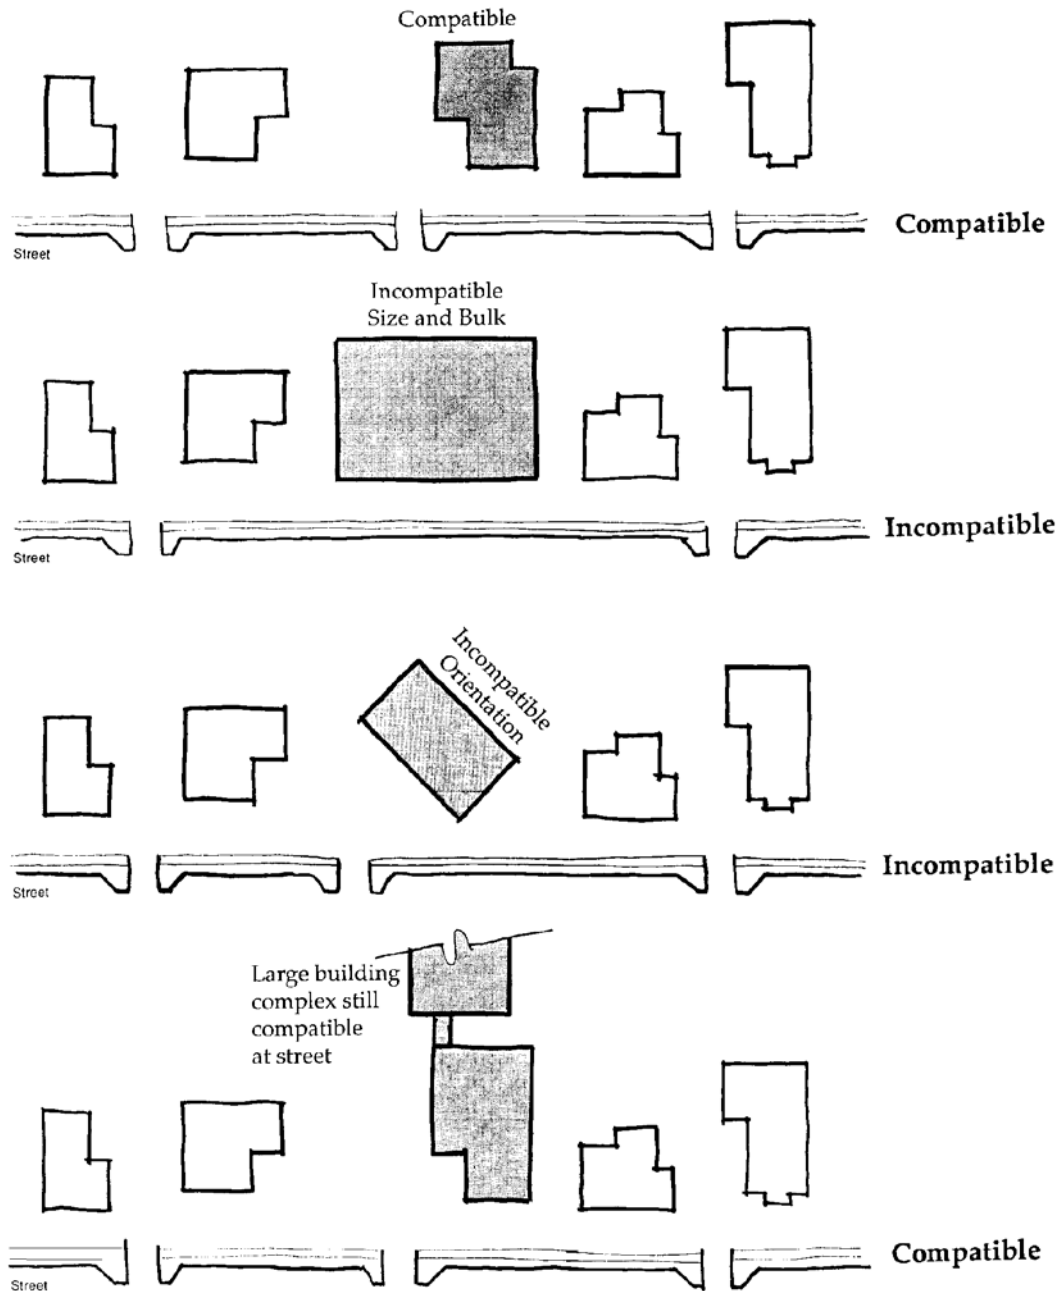 Compatible
Compatible
Street
Incompatible
Size and Bulk
Incompatible
Street
Incompatible
Orientation
Incompatible
Street
Large building
complex still
compatible
at street
Compatible
Street